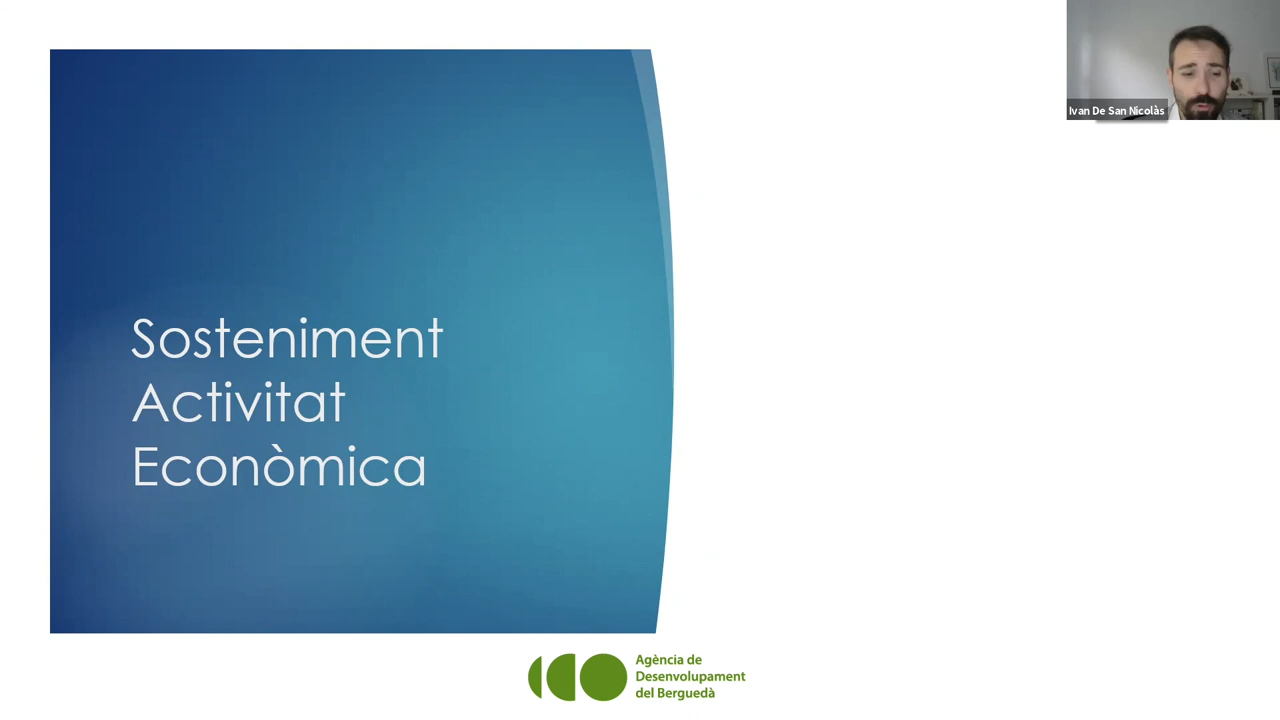 Ivan De San Nicolàs
Sosteniment
Activitat
Econòmica
Agència de
Desenvolupament
del Berguedà